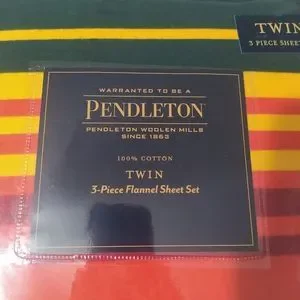 TWIN
3 PIECE SHEET
WARRANTED TO BE A
PENDLETON
PENDLETON WOOLEN MILLS
SINCE 1863
100% COTTON
TWIN
3-Piece Flannel Sheet Set